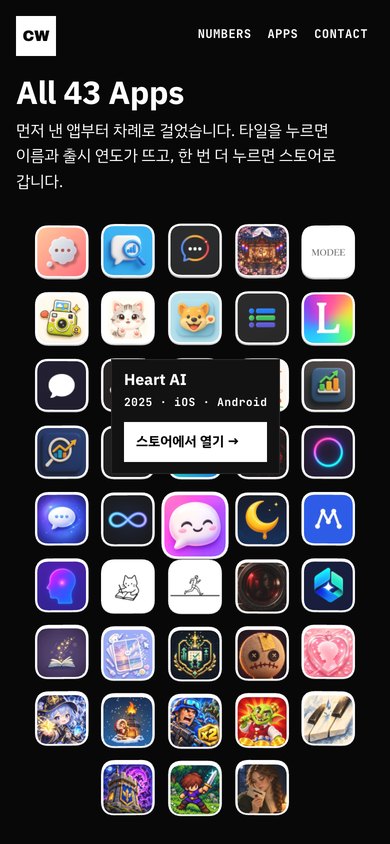 CW
NUMBERS APPS CONTACT
All 43 Apps
먼저 낸 앱부터 차례로 걸었습니다. 타일을 누르면
이름과 출시 연도가 뜨고, 한 번 더 누르면 스토어로
갑니다.
MODEE
L
Heart AI
2025 · iOS · Android
스토어에서 열기 →
M
X2